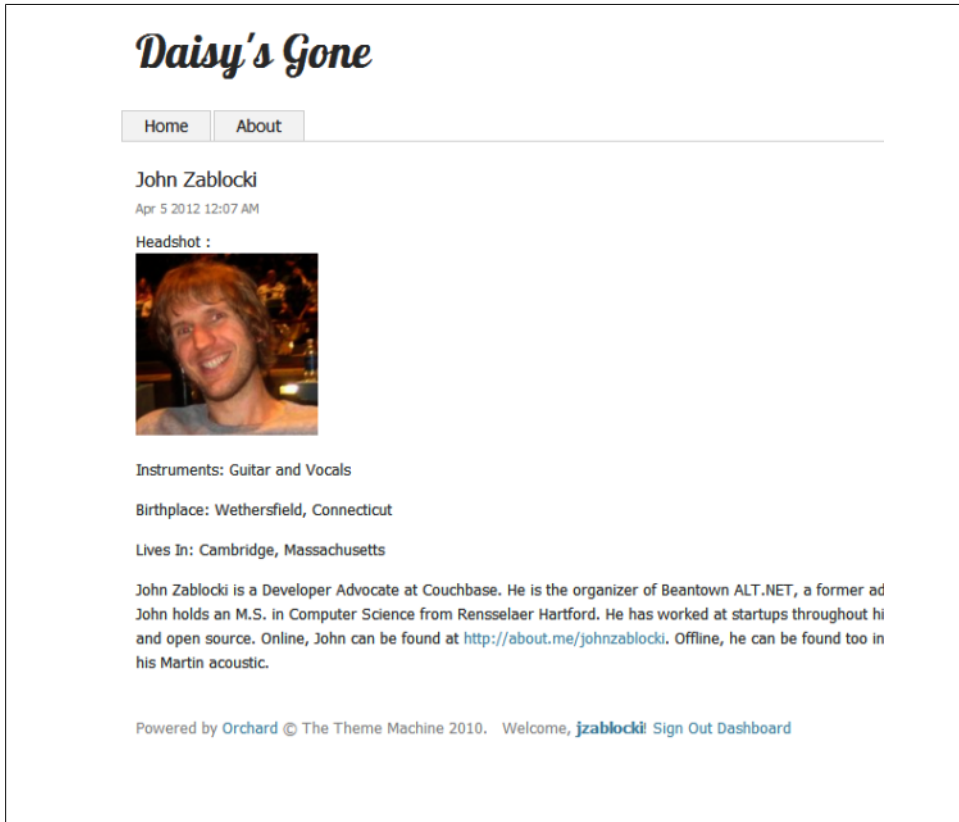 Daisy's Gone
Home About
John Zablocki
Apr 5 2012 12:07 AM
Headshot :
Instruments: Guitar and Vocals
Birthplace: Wethersfield, Connecticut
Lives In: Cambridge, Massachusetts
John Zablocki is a Developer Advocate at Couchbase. He is the organizer of Beantown ALT.NET, a former ad
John holds an M.S. in Computer Science from Rensselaer Hartford. He has worked at startups throughout hi
and open source. Online, John can be found at http://about.me/johnzablocki. Offline, he can be found too in
his Martin acoustic.
Powered by Orchard © The Theme Machine 2010. Welcome, jzablocki! Sign Out Dashboard